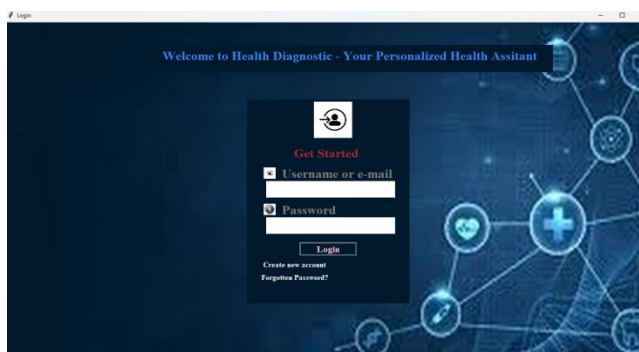 Login
Welcome to Health Diagnostic - Your Personalized Health Assitant
Get Started
Username or e-mail
Password
Login
Create new account
Forgotten Password?